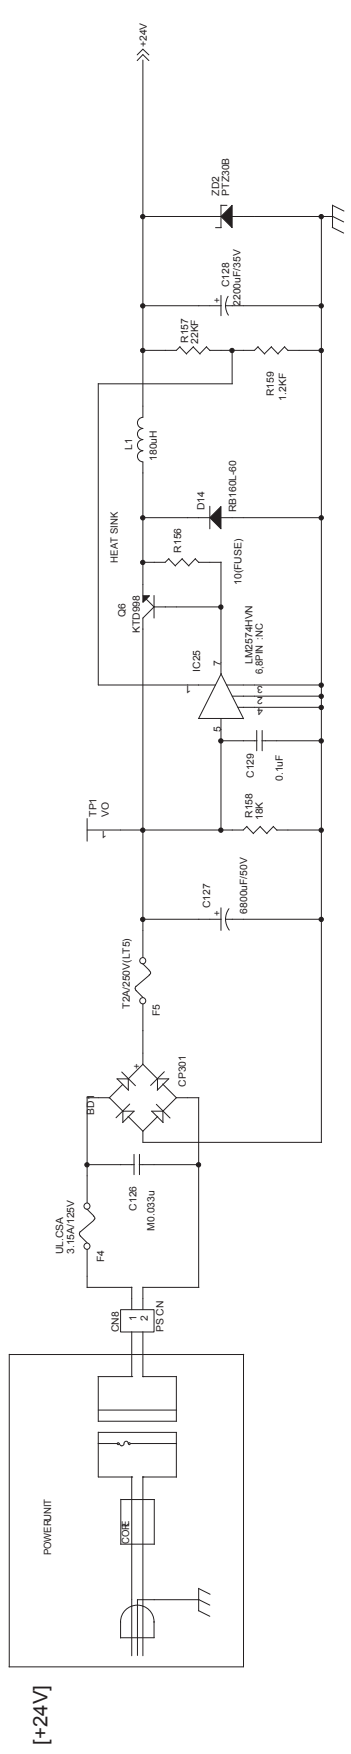 [+24V]
POWERUNIT
CORE
CN8
1
2
PS CN
UL.CSA
3.15A/125V
F4
C126
M0.033u
BD1
CP301
+
T2A/250V(LT5)
F5
C127
+
6800uF/50V
TP1
VO
1
R158
18K
C129
0.1uF
5
IC25
1
7
4
2
3
LM2574HVN
6,8PIN :NC
Q6
KTD998
HEAT SINK
R156
10(FUSE)
D14
RB160L-60
L1
180uH
R157
22KF
R159
1.2KF
C128
+
2200uF/35V
ZD2
PTZ30B
+24V